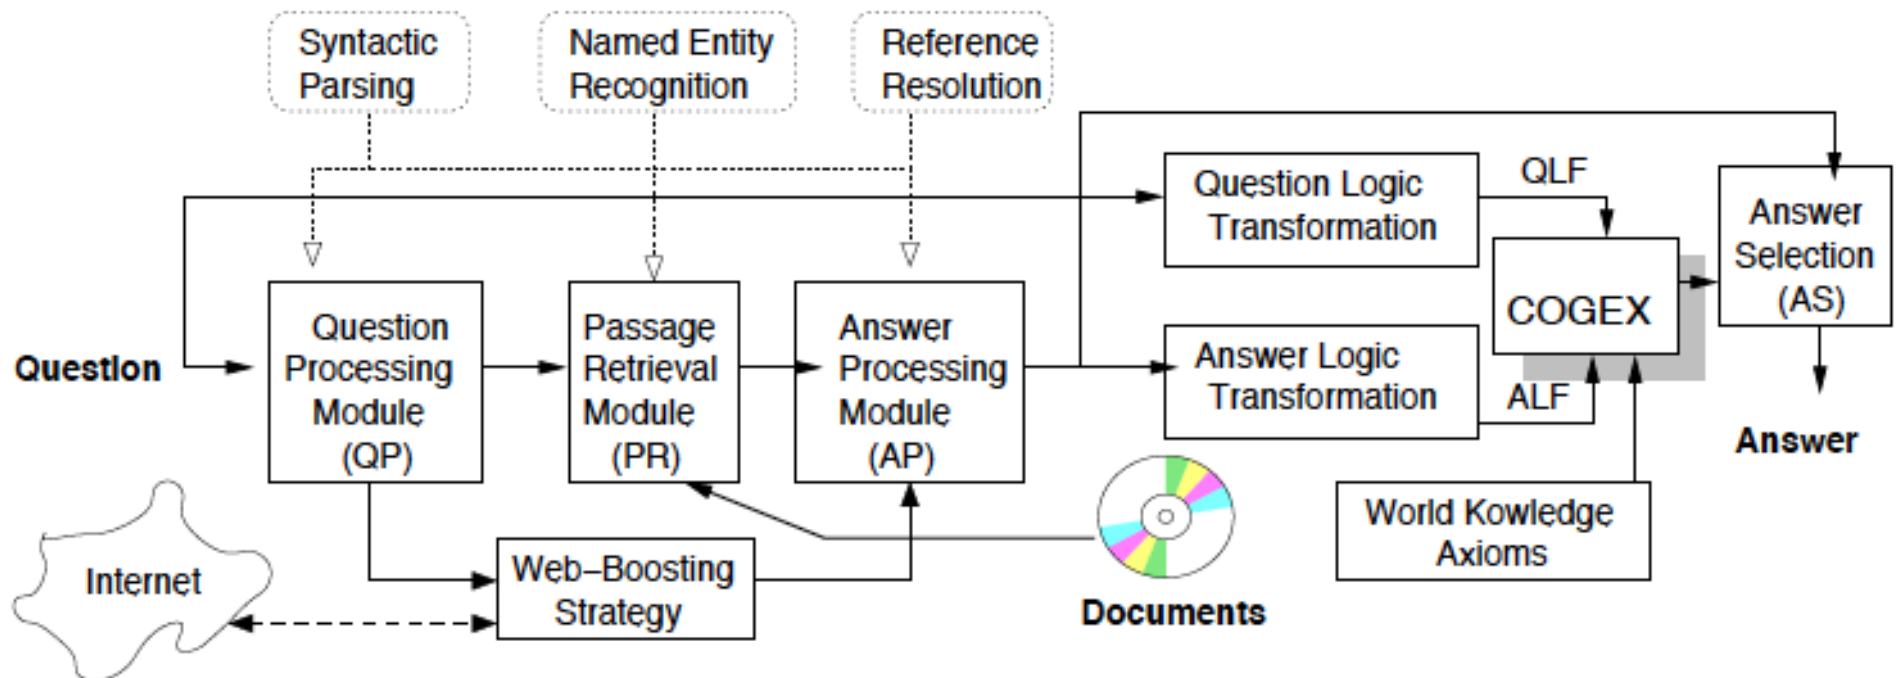 Syntactic
Parsing
Named Entity
Recognition
Reference
Resolution
Question Logic
Transformation
QLF
Answer
Selection
(AS)
COGEX
Question
Question
Processing
Module
(QP)
Passage
Retrieval
Module
(PR)
Answer
Processing
Module
(AP)
Answer Logic
Transformation
ALF
Answer
World Kowledge
Axioms
Internet
Web–Boosting
Strategy
Documents